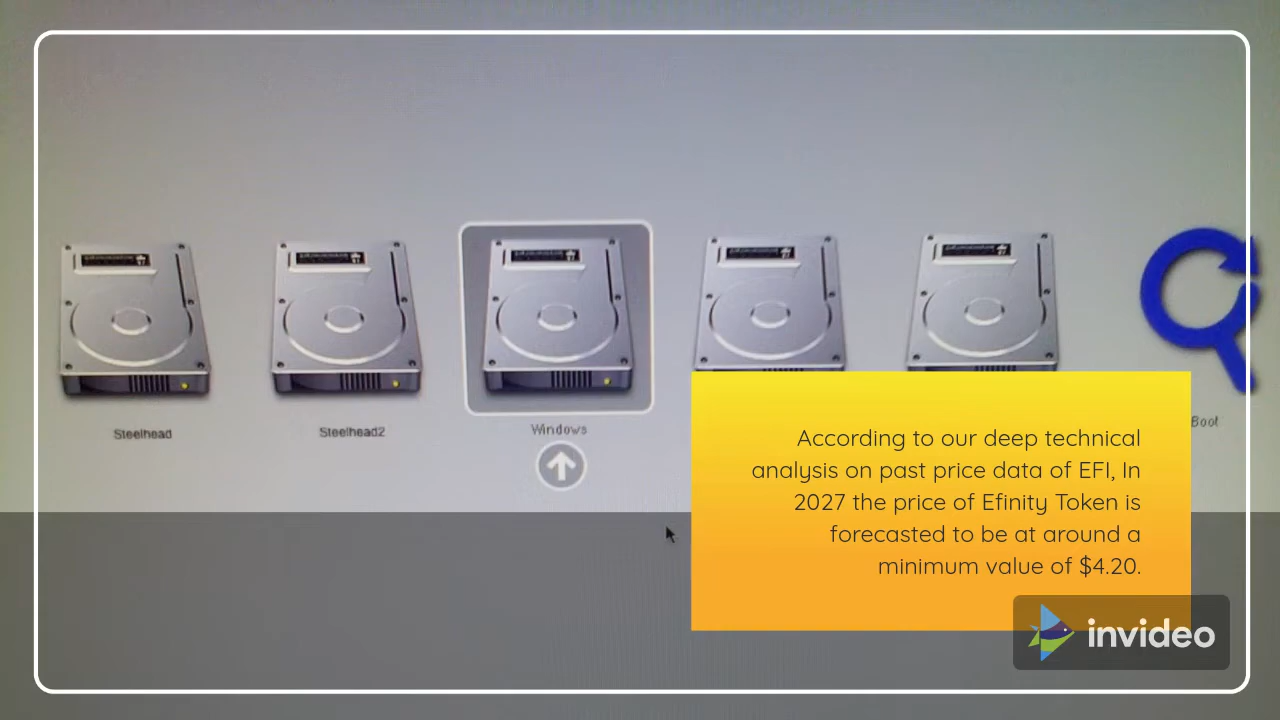 Steelhead
Steelhead2
Windows
Boot
According to our deep technical
analysis on past price data of EFI, In
2027 the price of Efinity Token is
forecasted to be at around a
minimum value of $4.20.
invideo